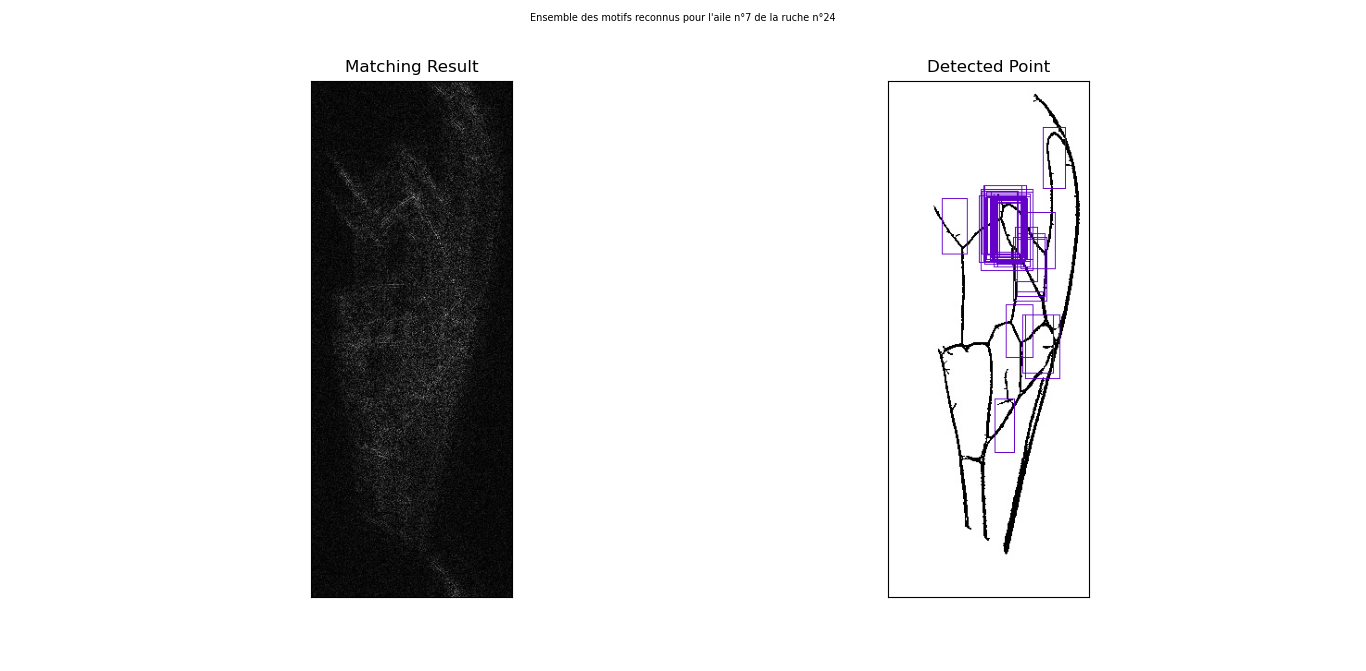 Ensemble des motifs reconnus pour l'aile n°7 de la ruche n°24
Matching Result
Detected Point